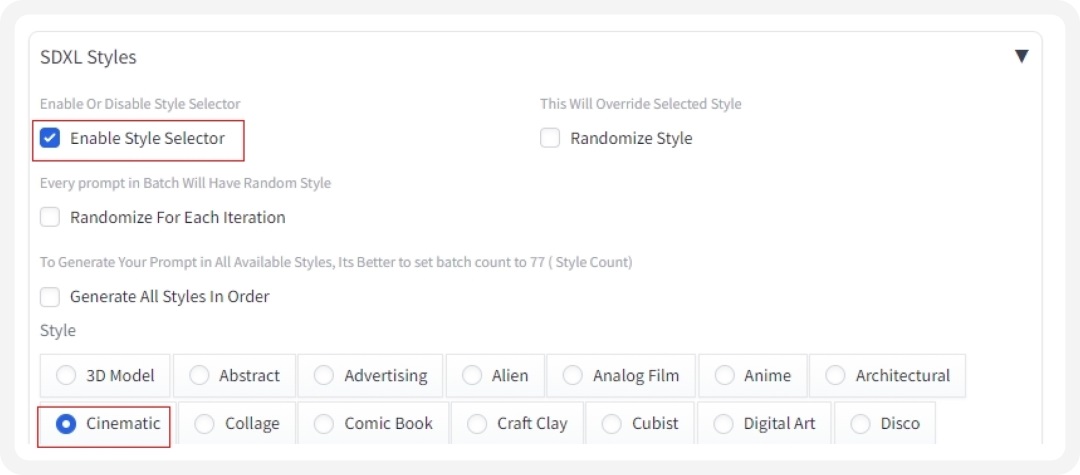 SDXL Styles
Enable Or Disable Style Selector
This Will Override Selected Style
Enable Style Selector
Randomize Style
Every prompt in Batch Will Have Random Style
Randomize For Each Iteration
To Generate Your Prompt in All Available Styles, Its Better to set batch count to 77 ( Style Count)
Generate All Styles In Order
Style
3D Model Abstract Advertising Alien Analog Film Anime Architectural
Cinematic Collage Comic Book Craft Clay Cubist Digital Art Disco